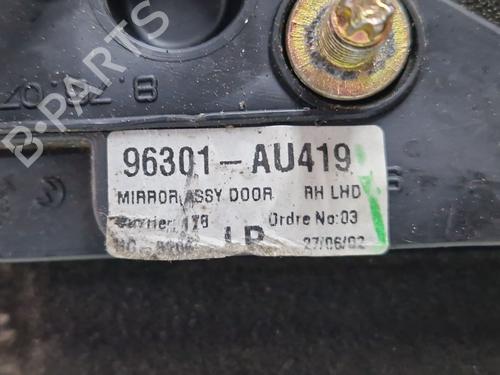 B-PARTS
96301-AU419
MIRROR ASSY DOOR RH LHD
Ordre No:03
LP 27/06/02